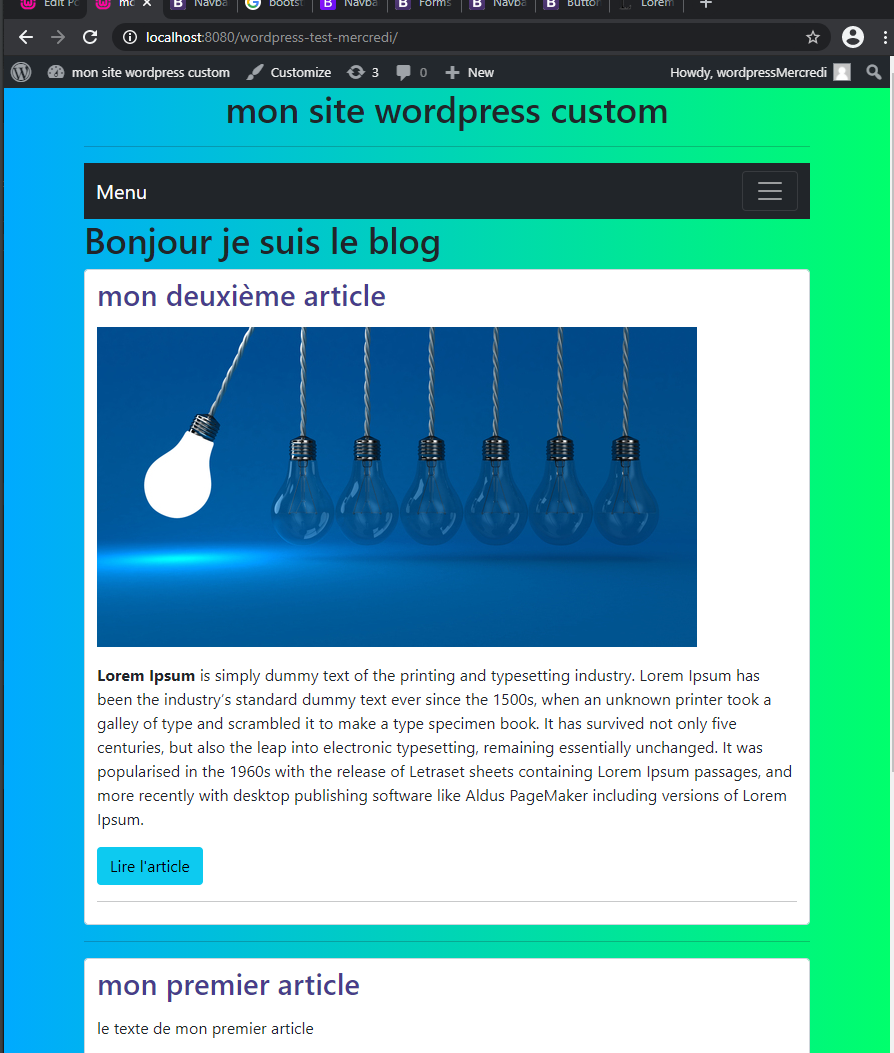 Edit Po
mo
Navba
bootst
Navba
Forms
Navba
Buttor
Lorem
localhost:8080/wordpress-test-mercredi/
mon site wordpress custom
Customize
3
0
New
Howdy, wordpressMercredi
mon site wordpress custom
Menu
Bonjour je suis le blog
mon deuxième article
Lorem Ipsum is simply dummy text of the printing and typesetting industry. Lorem Ipsum has
been the industry's standard dummy text ever since the 1500s, when an unknown printer took a
galley of type and scrambled it to make a type specimen book. It has survived not only five
centuries, but also the leap into electronic typesetting, remaining essentially unchanged. It was
popularised in the 1960s with the release of Letraset sheets containing Lorem Ipsum passages, and
more recently with desktop publishing software like Aldus PageMaker including versions of Lorem
Ipsum.
Lire l'article
mon premier article
le texte de mon premier article